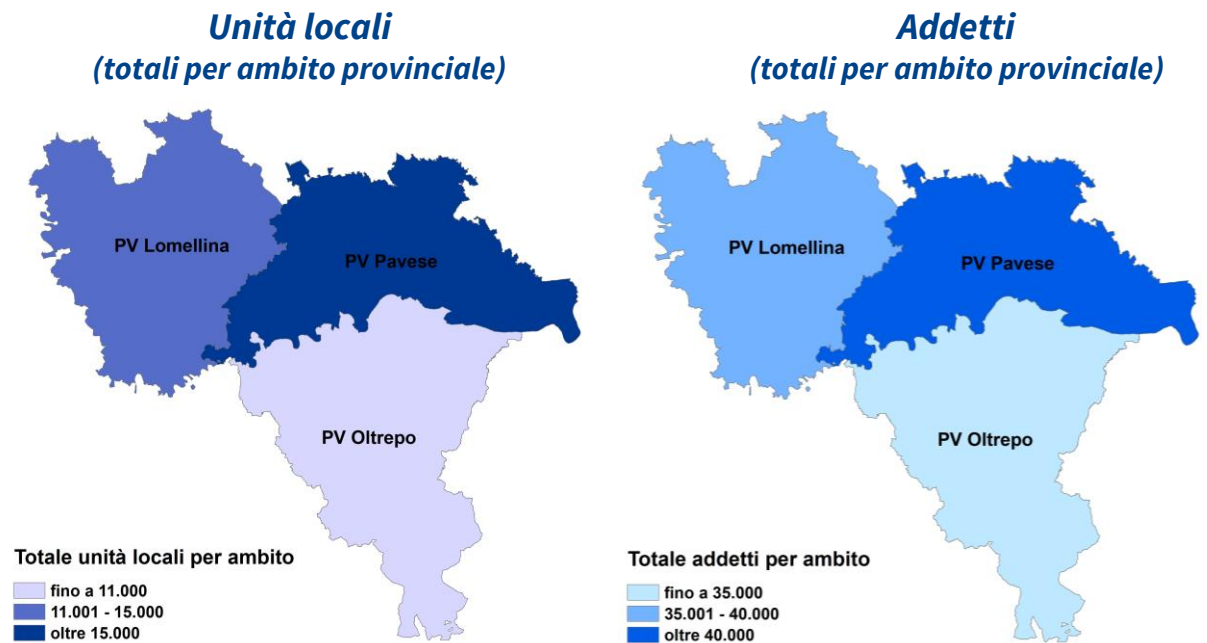 Unità locali
(totali per ambito provinciale)
PV Lomellina
PV Pavese
PV Oltrepo
Totale unità locali per ambito
fino a 11.000
11.001 - 15.000
oltre 15.000
Addetti
(totali per ambito provinciale)
PV Lomellina
PV Pavese
PV Oltrepo
Totale addetti per ambito
fino a 35.000
35.001 - 40.000
oltre 40.000